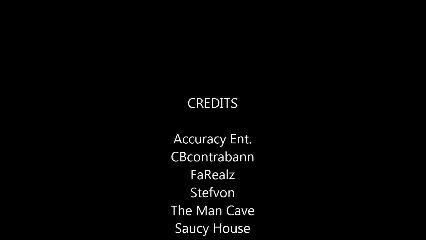 CREDITS
Accuracy Ent.
CBcontrabann
FaRealz
Stefvon
The Man Cave
Saucy House